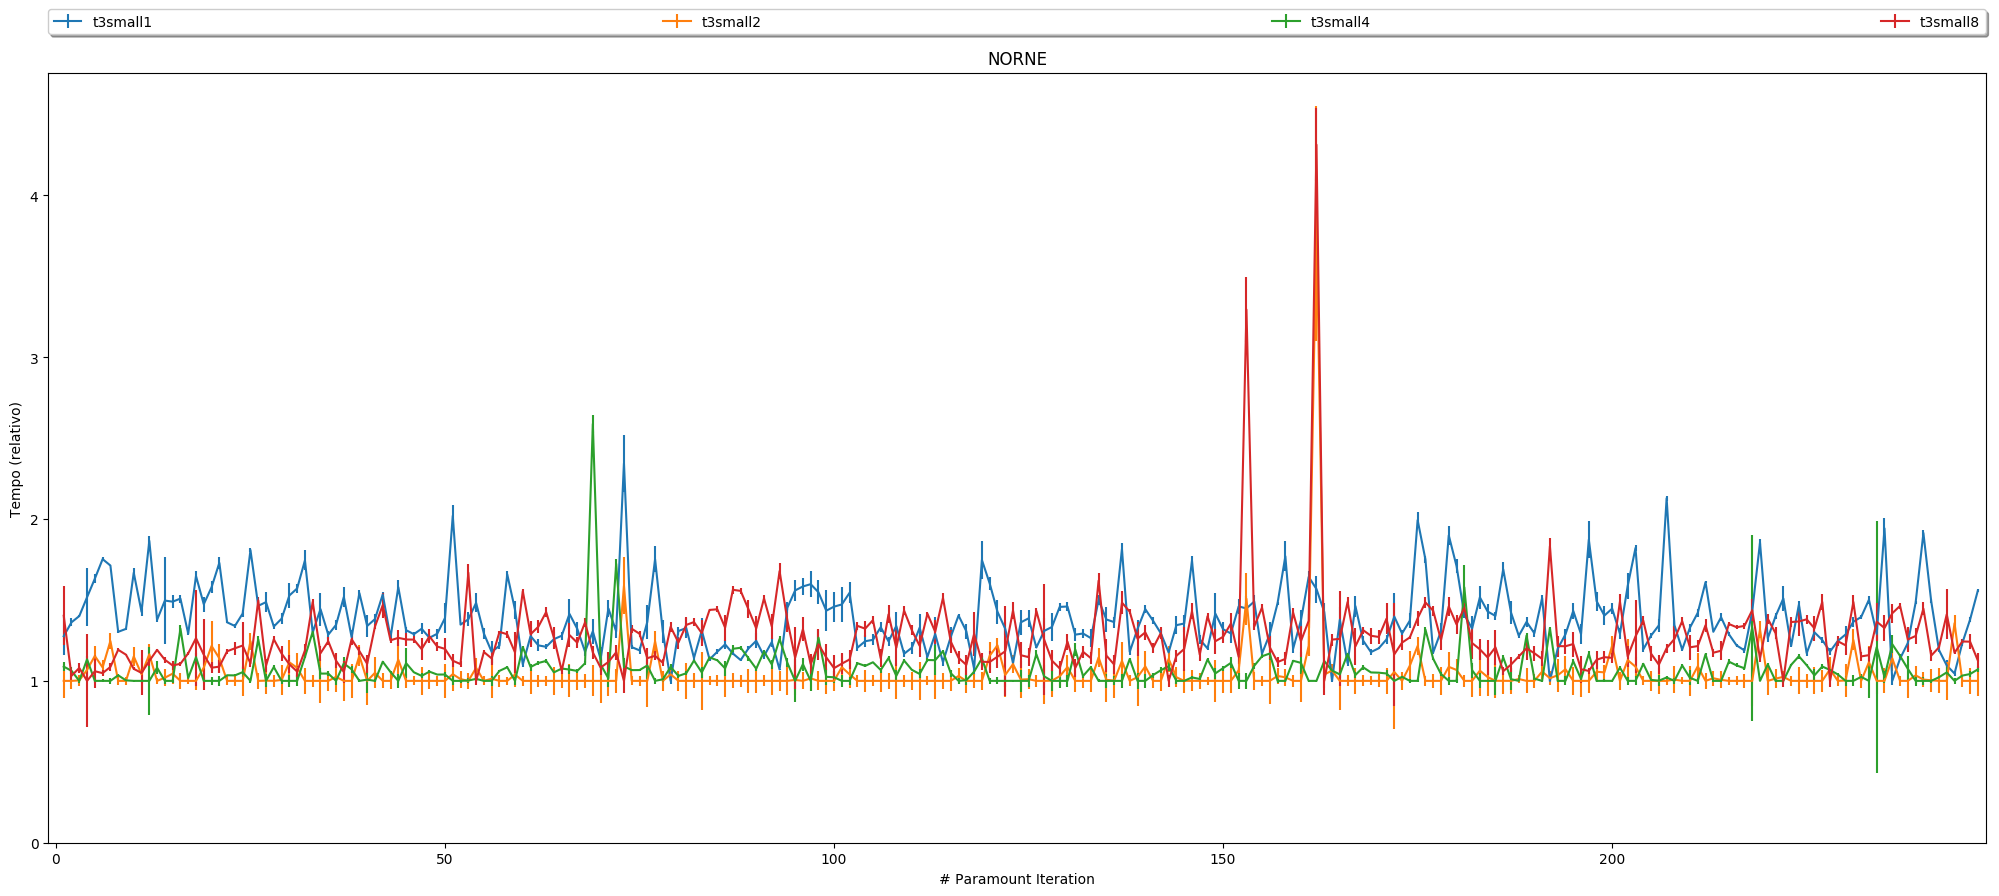 t3small1 t3small2 t3small4 t3small8
NORNE
Tempo (relativo)
4
3
2
1
0
0 50 100 150 200
# Paramount Iteration